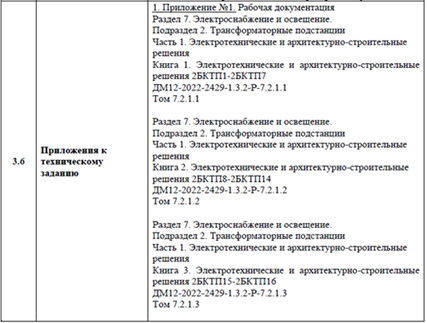 1. Приложение №1. Рабочая документация
Раздел 7. Электроснабжение и освещение.
Подраздел 2. Трансформаторные подстанции
Часть 1. Электротехнические и архитектурно-строительные
решения
Книга 1. Электротехнические и архитектурно-строительные
решения 2БКТП1-2БКТП7
ДМ12-2022-2429-1.3.2-Р-7.2.1.1
Том 7.2.1.1
Раздел 7. Электроснабжение и освещение.
Подраздел 2. Трансформаторные подстанции
Часть 1. Электротехнические и архитектурно-строительные
решения
Книга 2. Электротехнические и архитектурно-строительные
решения 2БКТП8-2БКТП14
ДМ12-2022-2429-1.3.2-Р-7.2.1.2
Том 7.2.1.2
3.6
Приложения к
техническому
заданию
Раздел 7. Электроснабжение и освещение.
Подраздел 2. Трансформаторные подстанции
Часть 1. Электротехнические и архитектурно-строительные
решения
Книга 3. Электротехнические и архитектурно-строительные
решения 2БКТП15-2БКТП16
ДМ12-2022-2429-1.3.2-Р-7.2.1.3
Том 7.2.1.3